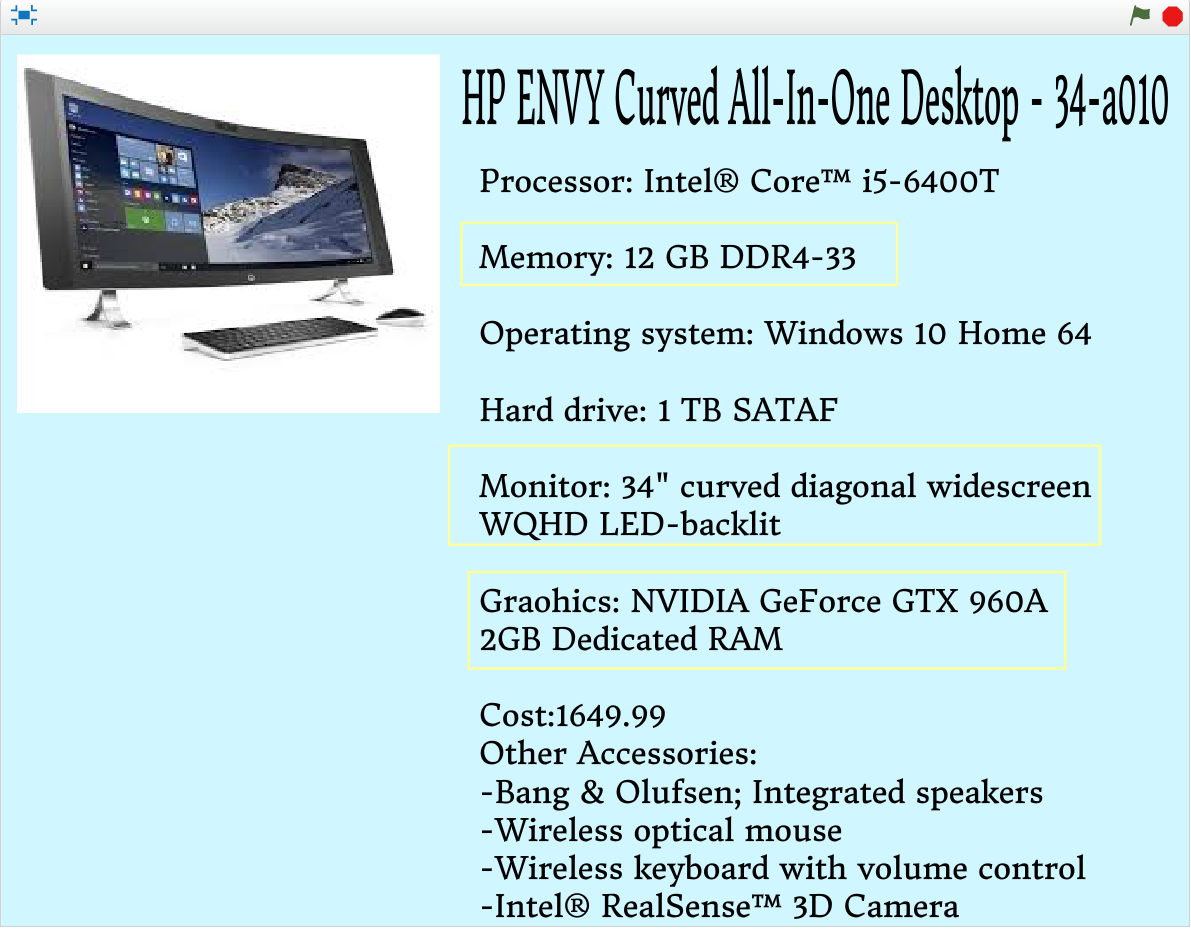 HP ENVY Curved All-In-One Desktop - 34-a010
Processor: Intel® Core™ i5-6400T
Memory: 12 GB DDR4-33
Operating system: Windows 10 Home 64
Hard drive: 1 TB SATAF
Monitor: 34" curved diagonal widescreen
WQHD LED-backlit
Graohics: NVIDIA GeForce GTX 960A
2GB Dedicated RAM
Cost:1649.99
Other Accessories:
-Bang & Olufsen; Integrated speakers
-Wireless optical mouse
-Wireless keyboard with volume control
-Intel® RealSense™ 3D Camera